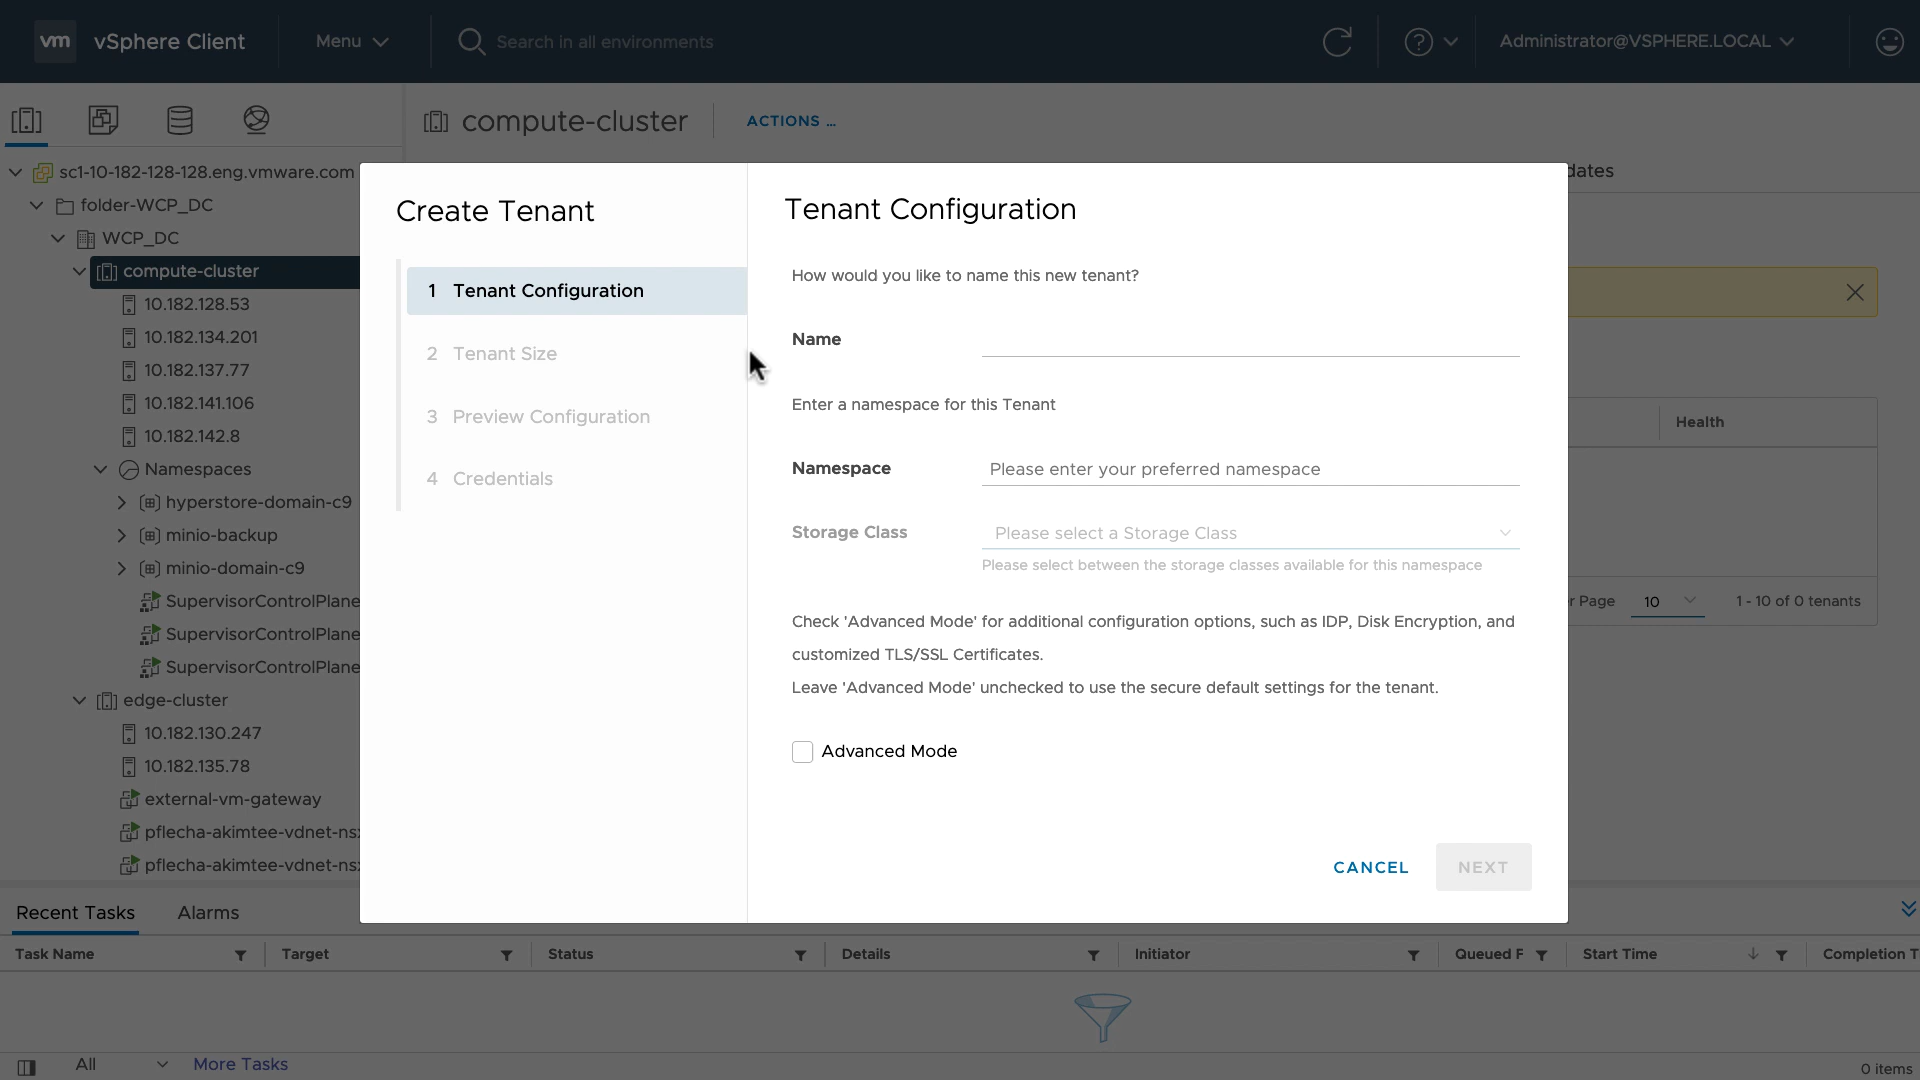 vm vSphere Client Menu Search in all environments Administrator@VSPHERE.LOCAL
compute-cluster ACTIONS ...
sc1-10-182-128-128.eng.vmware.com
folder-WCP_DC
WCP_DC
compute-cluster
10.182.128.53
10.182.134.201
10.182.137.77
10.182.141.106
10.182.142.8
Namespaces
hyperstore-domain-c9
minio-backup
minio-domain-c9
SupervisorControlPlane
SupervisorControlPlane
SupervisorControlPlane
edge-cluster
10.182.130.247
10.182.135.78
external-vm-gateway
pflecha-akimtee-vdnet-ns
pflecha-akimtee-vdnet-ns
Create Tenant
1 Tenant Configuration
2 Tenant Size
3 Preview Configuration
4 Credentials
Tenant Configuration
How would you like to name this new tenant?
Name
Enter a namespace for this Tenant
Namespace Please enter your preferred namespace
Storage Class Please select a Storage Class
Please select between the storage classes available for this namespace
Check 'Advanced Mode' for additional configuration options, such as IDP, Disk Encryption, and
customized TLS/SSL Certificates.
Leave 'Advanced Mode' unchecked to use the secure default settings for the tenant.
Advanced Mode
CANCEL NEXT
dates
Health
r Page 10 1 - 10 of 0 tenants
Recent Tasks Alarms
Task Name Target Status Details Initiator Queued F Start Time Completion T
All More Tasks 0 items